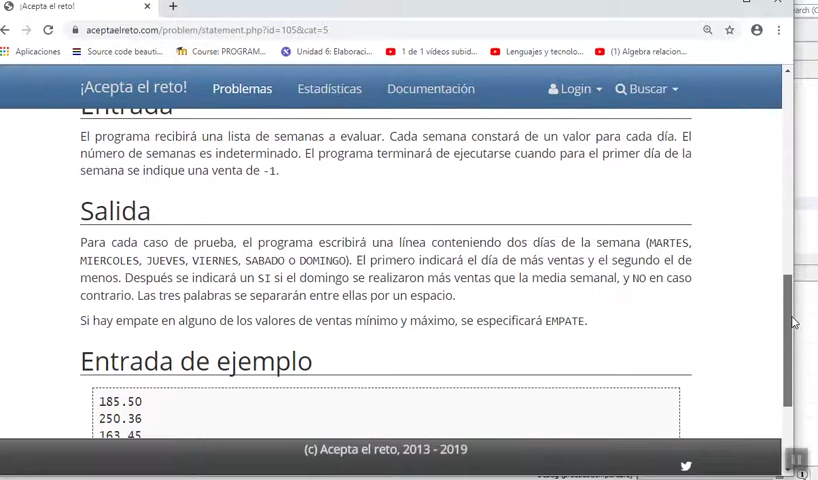 ¡Acepta el reto!
aceptaelreto.com/problem/statement.php?id=105&cat=5
Aplicaciones
Source code beauti...
Course: PROGRAM...
Unidad 6: Elaboraci...
1 de 1 vídeos subid...
Lenguajes y tecnolo...
(1) Algebra relacion...
¡Acepta el reto! Problemas Estadísticas Documentación Login Buscar
Entrada
El programa recibirá una lista de semanas a evaluar. Cada semana constará de un valor para cada día. El
número de semanas es indeterminado. El programa terminará de ejecutarse cuando para el primer día de la
semana se indique una venta de -1.
Salida
Para cada caso de prueba, el programa escribirá una línea conteniendo dos días de la semana (MARTES,
MIERCOLES, JUEVES, VIERNES, SABADO o DOMINGO). El primero indicará el día de más ventas y el segundo el de
menos. Después se indicará un SI si el domingo se realizaron más ventas que la media semanal, y NO en caso
contrario. Las tres palabras se separarán entre ellas por un espacio.
Si hay empate en alguno de los valores de ventas mínimo y máximo, se especificará EMPATE.
Entrada de ejemplo
185.50
250.36
163.45
(c) Acepta el reto, 2013 - 2019